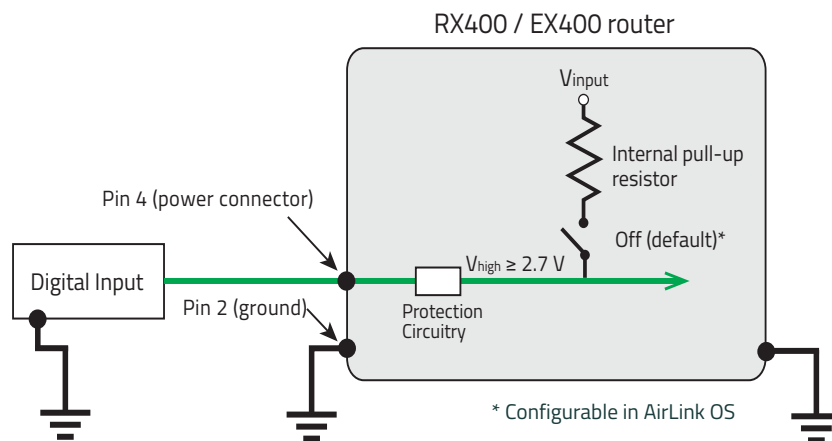 RX400 / EX400 router
Vinput
Internal pull-up
resistor
Pin 4 (power connector)
Off (default)*
Vhigh ≥ 2.7 V
Digital Input
Pin 2 (ground)
Protection
Circuitry
* Configurable in AirLink OS